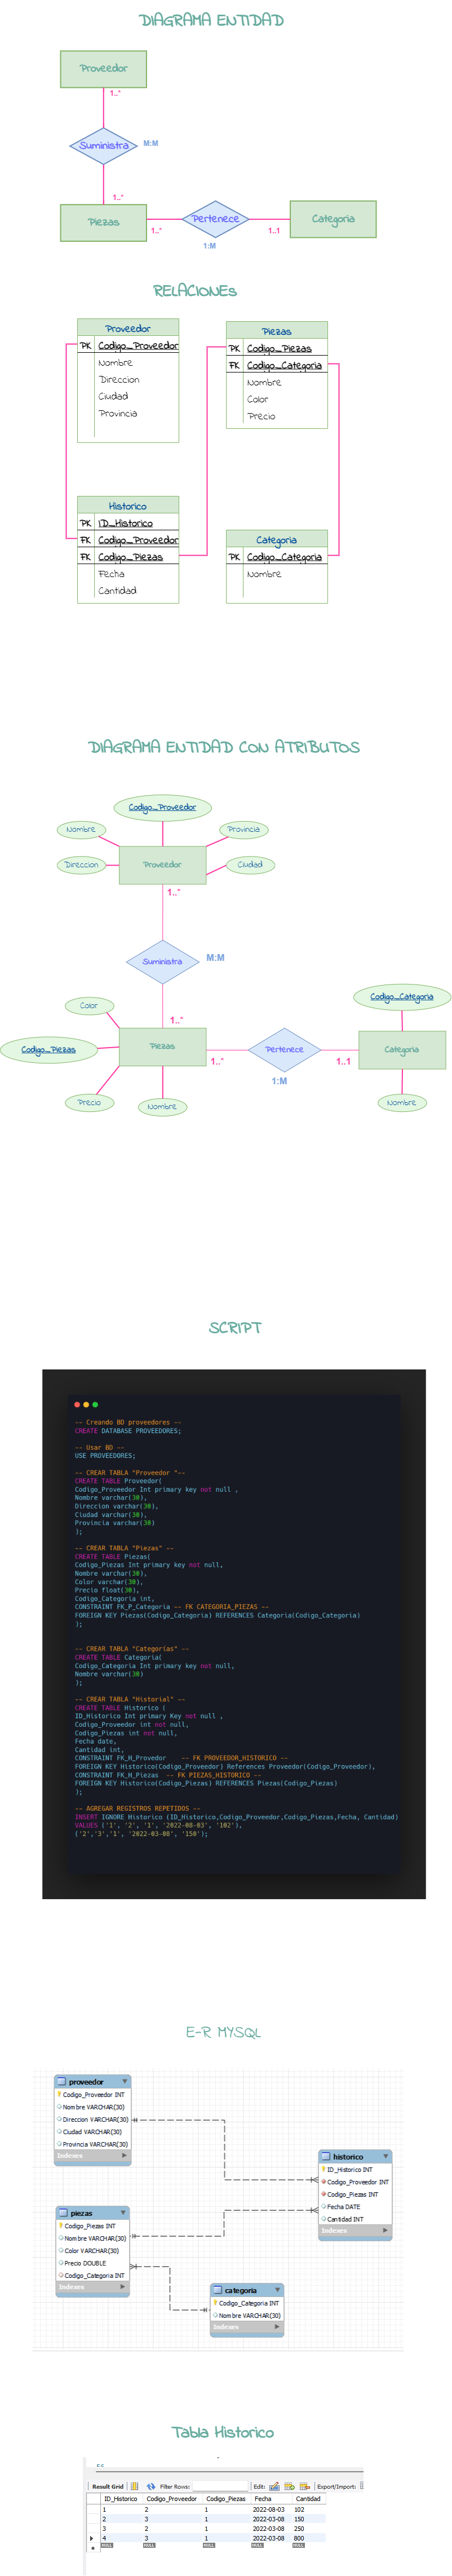 DIAGRAMA ENTIDAD
Proveedor
1..*
Suministra
M:M
1..*
Piezas
1..*
Pertenece
1:M
1..1
Categoria
RELACIONEs
Proveedor
PK Codigo_Proveedor
Nombre
Direccion
Ciudad
Provincia
Piezas
PK Codigo_Piezas
FK Codigo_Categoria
Nombre
Color
Precio
Historico
PK ID_Historico
FK Codigo_Proveedor
FK Codigo_Piezas
Fecha
Cantidad
Categoria
PK Codigo_Categoria
Nombre
DIAGRAMA ENTIDAD CON ATRIBUTOS
Codigo_Proveedor
Nombre
Provincia
Direccion
Proveedor
Ciudad
1..*
Suministra
M:M
Color
1..*
Codigo_Categoria
Codigo_Piezas
Piezas
1..*
Pertenece
1:M
1..1
Categoria
Precio
Nombre
Nombre
SCRIPT
-- Creando BD proveedores --
CREATE DATABASE PROVEEDORES;
-- Usar BD --
USE PROVEEDORES;
-- CREAR TABLA "Proveedor "--
CREATE TABLE Proveedor(
Codigo_Proveedor Int primary key not null ,
Nombre varchar(30),
Direccion varchar(30),
Ciudad varchar(30),
Provincia varchar(30)
);
-- CREAR TABLA "Piezas" --
CREATE TABLE Piezas(
Codigo_Piezas Int primary key not null,
Nombre varchar(30),
Color varchar(30),
Precio float(30),
Codigo_Categoria int,
CONSTRAINT FK_P_Categoria -- FK CATEGORIA_PIEZAS --
FOREIGN KEY Piezas(Codigo_Categoria) REFERENCES Categoria(Codigo_Categoria)
);
-- CREAR TABLA "Categorías" --
CREATE TABLE Categoria(
Codigo_Categoria Int primary key not null,
Nombre varchar(30)
);
-- CREAR TABLA "Historial" --
CREATE TABLE Historico (
ID_Historico Int primary Key not null ,
Codigo_Proveedor int not null,
Codigo_Piezas int not null,
Fecha date,
Cantidad int,
CONSTRAINT FK_H_Provedor -- FK PROVEEDOR_HISTORICO --
FOREIGN KEY Historico(Codigo_Proveedor) References Proveedor(Codigo_Proveedor),
CONSTRAINT FK_H_Piezas -- FK PIEZAS_HISTORICO --
FOREIGN KEY Historico(Codigo_Piezas) REFERENCES Piezas(Codigo_Piezas)
);
-- AGREGAR REGISTROS REPETIDOS --
INSERT IGNORE Historico (ID_Historico,Codigo_Proveedor,Codigo_Piezas,Fecha, Cantidad)
VALUES ('1', '2', '1', '2022-08-03', '102'),
('2','3','1', '2022-03-08', '150');
E-R MYSQL
proveedor
Codigo_Proveedor INT
Nombre VARCHAR(30)
Direccion VARCHAR(30)
Ciudad VARCHAR(30)
Provincia VARCHAR(30)
Indexes
historico
ID_Historico INT
Codigo_Proveedor INT
Codigo_Piezas INT
Fecha DATE
Cantidad INT
Indexes
piezas
Codigo_Piezas INT
Nombre VARCHAR(30)
Color VARCHAR(30)
Precio DOUBLE
Codigo_Categoria INT
Indexes
categoria
Codigo_Categoria INT
Nombre VARCHAR(30)
Indexes
Tabla Historico
Result Grid Filter Rows: Edit: Export/Import:
ID_Historico Codigo_Proveedor Codigo_Piezas Fecha Cantidad
1 2 1 2022-08-03 102
2 3 1 2022-03-08 150
3 2 1 2022-03-08 250
4 3 1 2022-03-08 800
NULL NULL NULL NULL NULL